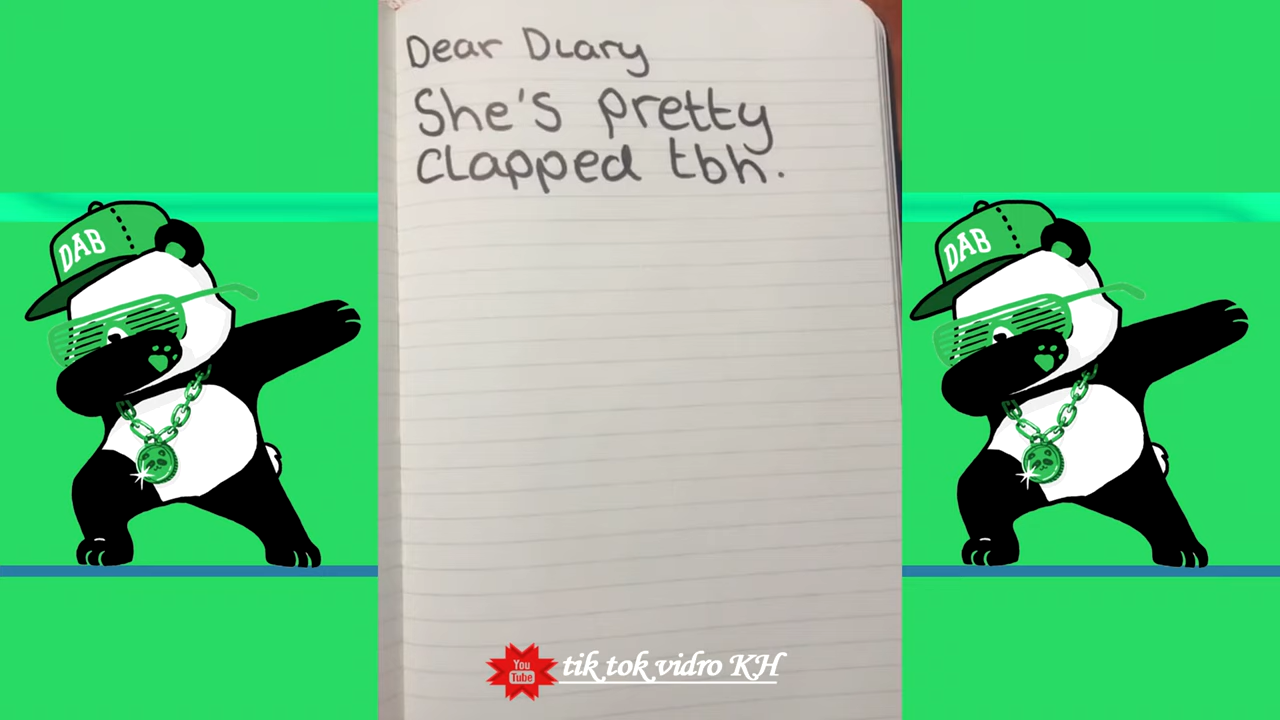 Dear Diary
She's pretty
clapped tbh.
DAB
DAB
You
Tube
tik tok vidro KH